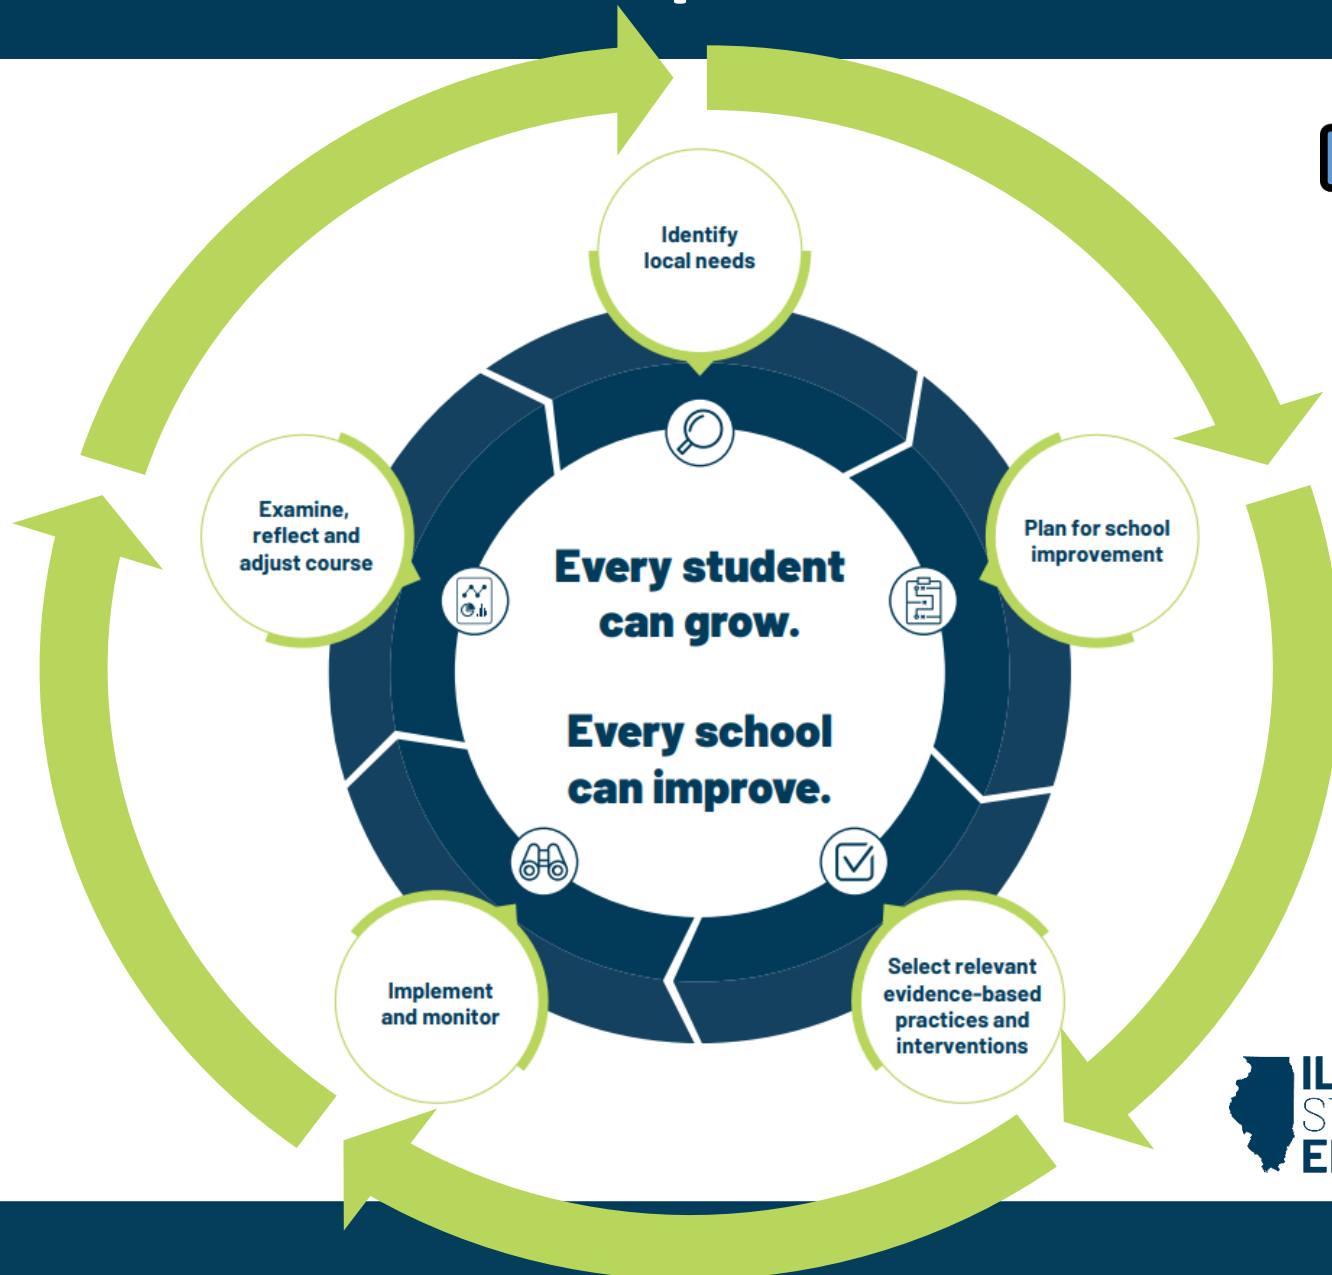 Identify
local needs
Plan for school
improvement
Select relevant
evidence-based
practices and
interventions
Implement
and monitor
Examine,
reflect and
adjust course
Every student
can grow.
Every school
can improve.